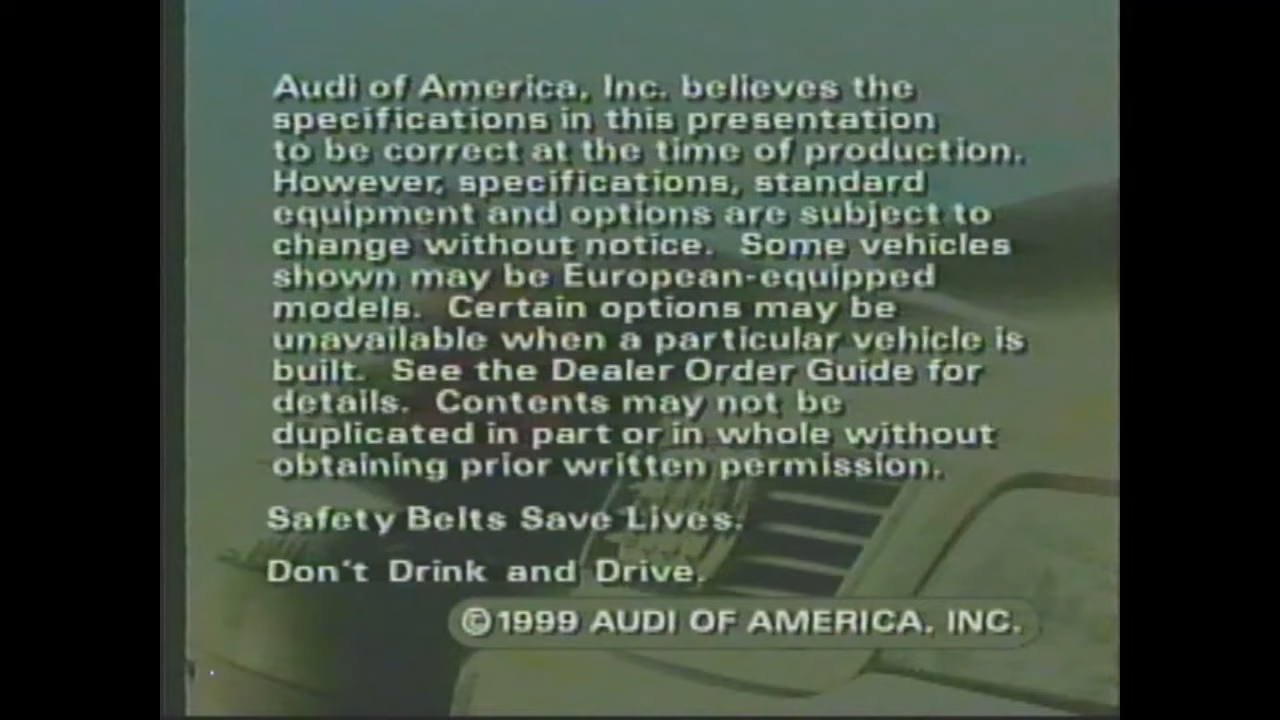 Audi of America, Inc. believes the
specifications in this presentation
to be correct at the time of production.
However, specifications, standard
equipment and options are subject to
change without notice. Some vehicles
shown may be European-equipped
models. Certain options may be
unavailable when a particular vehicle is
built. See the Dealer Order Guide for
details. Contents may not be
duplicated in part or in whole without
obtaining prior written permission.
Safety Belts Save Lives.
Don't Drink and Drive.
©1999 AUDI OF AMERICA, INC.